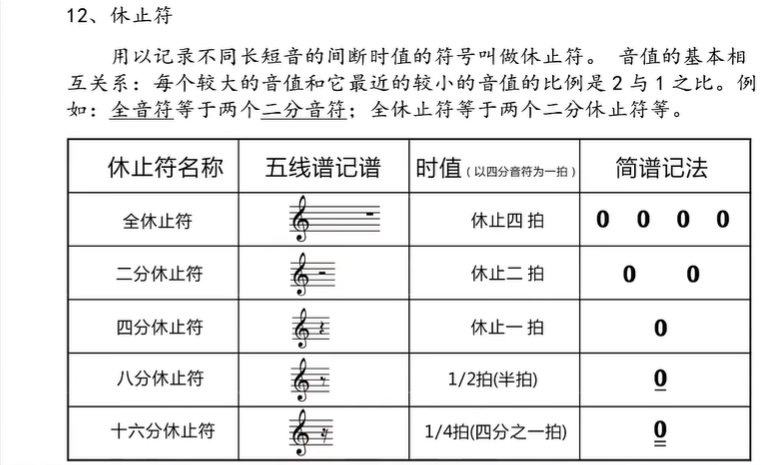 12、休止符
用以记录不同长短音的间断时值的符号叫做休止符。 音值的基本相
互关系：每个较大的音值和它最近的较小的音值的比例是 2 与 1 之比。例
如：全音符等于两个二分音符；全休止符等于两个二分休止符等。
休止符名称 五线谱记谱 时值（以四分音符为一拍） 简谱记法
全休止符 休止四 拍 0 0 0 0
二分休止符 休止二 拍 0 0
四分休止符 休止一 拍 0
八分休止符 1/2拍(半拍) 0
十六分休止符 1/4拍(四分之一拍) 0